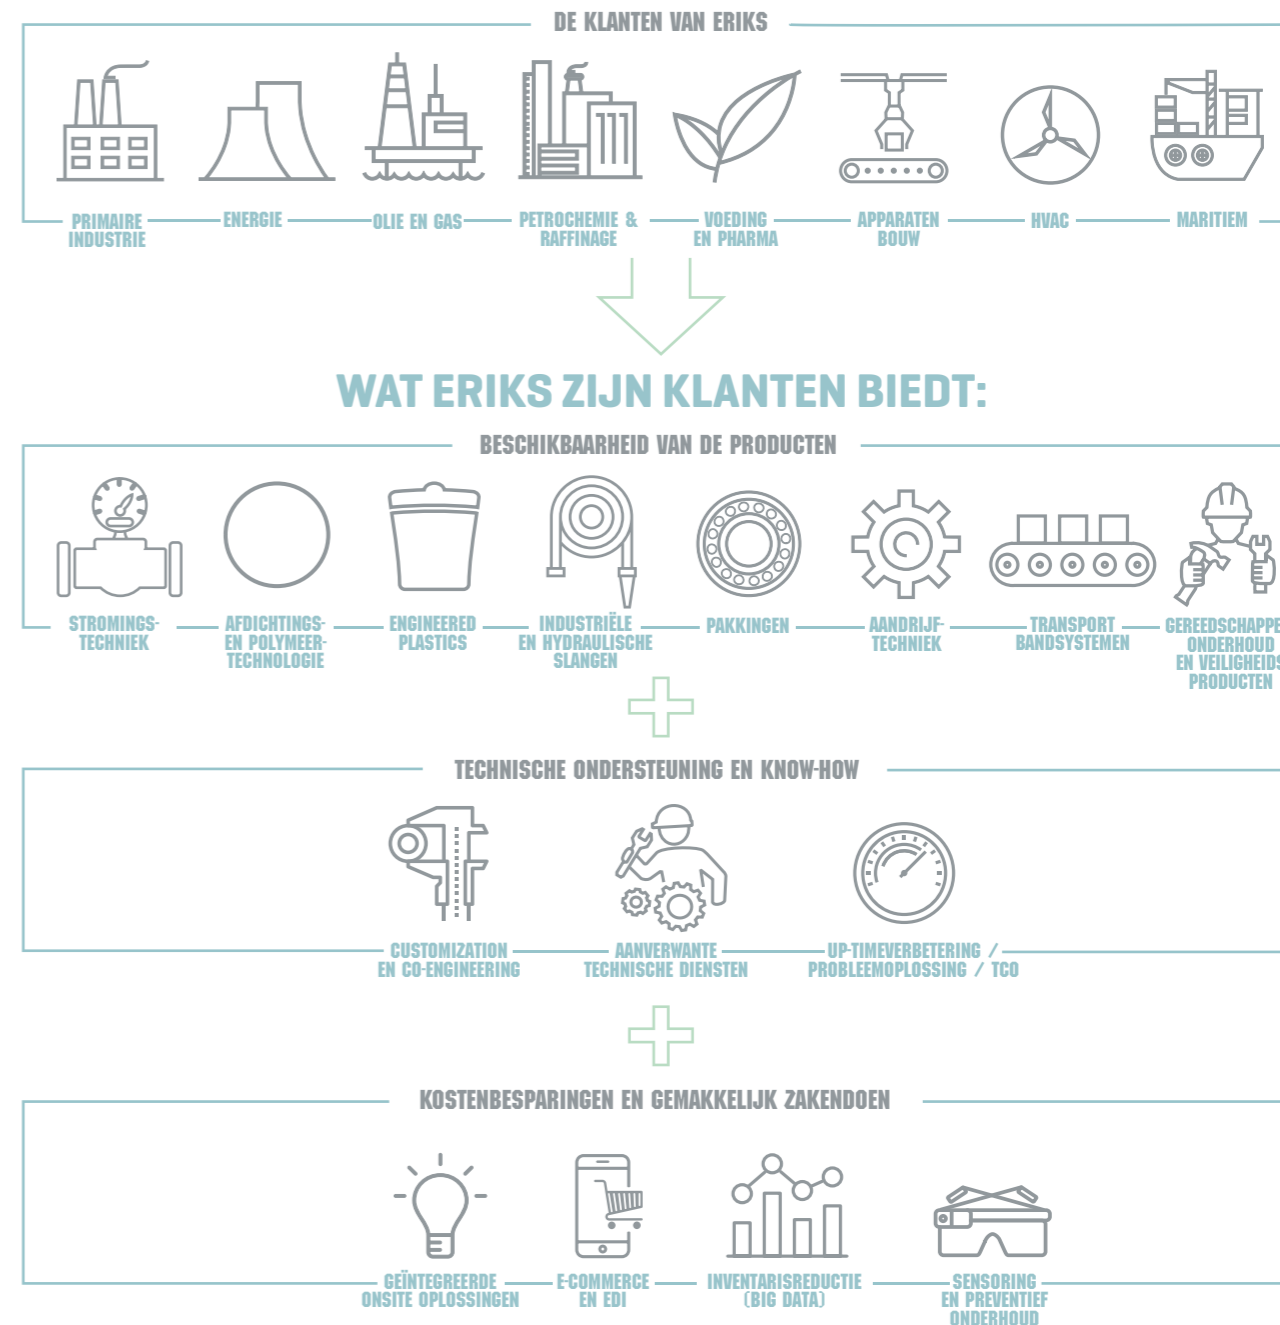 DE KLANTEN VAN ERIKS
PRIMAIRE
INDUSTRIE
ENERGIE
OLIE EN GAS
PETROCHEMIE &
RAFFINAGE
VOEDING
EN PHARMA
APPARATEN
BOUW
HVAC
MARITIEM
WAT ERIKS ZIJN KLANTEN BIEDT:
BESCHIKBAARHEID VAN DE PRODUCTEN
STROMINGS-
TECHNIEK
AFDICHTINGS-
EN POLYMEER-
TECHNOLOGIE
ENGINEERED
PLASTICS
INDUSTRIËLE
EN HYDRAULISCHE
SLANGEN
PAKKINGEN
AANDRIJF-
TECHNIEK
TRANSPORT
BANDSYSTEMEN
GEREEDSCHAPPE
ONDERHOUD
EN VEILIGHEIDS
PRODUCTEN
TECHNISCHE ONDERSTEUNING EN KNOW-HOW
CUSTOMIZATION
EN CO-ENGINEERING
AANVERWANTE
TECHNISCHE DIENSTEN
UP-TIMEVERBETERING /
PROBLEEMOPLOSSING / TCO
KOSTENBESPARINGEN EN GEMAKKELIJK ZAKENDOEN
GEÏNTEGREERDE
ONSITE OPLOSSINGEN
E-COMMERCE
EN EDI
INVENTARISREDUCTIE
(BIG DATA)
SENSORING
EN PREVENTIEF
ONDERHOUD